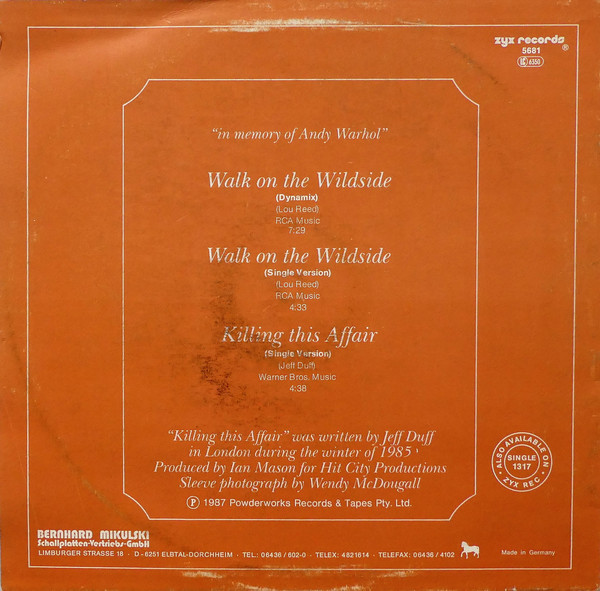 zyx records
5681
®
LC 6350
"in memory of Andy Warhol"
Walk on the Wildside
(Dynamix)
(Lou Reed)
RCA Music
7:29
Walk on the Wildside
(Single Version)
(Lou Reed)
RCA Music
4:33
Killing this Affair
(Single Version)
(Jeff Duff)
Warner Bros. Music
4:38
"Killing this Affair" was written by Jeff Duff
in London during the winter of 1985
Produced by Ian Mason for Hit City Productions
Sleeve photograph by Wendy McDougall
Ⓟ 1987 Powderworks Records & Tapes Pty. Ltd.
• ALSO AVAILABLE ON •
SINGLE
1317
ZYX REC
BERNHARD MIKULSKI
Schallplatten-Vertriebs-GmbH
LIMBURGER STRASSE 18 · D-6251 ELBTAL-DORCHHEIM · TEL.: 06436 / 602-0 · TELEX: 4821614 · TELEFAX: 06436 / 4102
Made in Germany